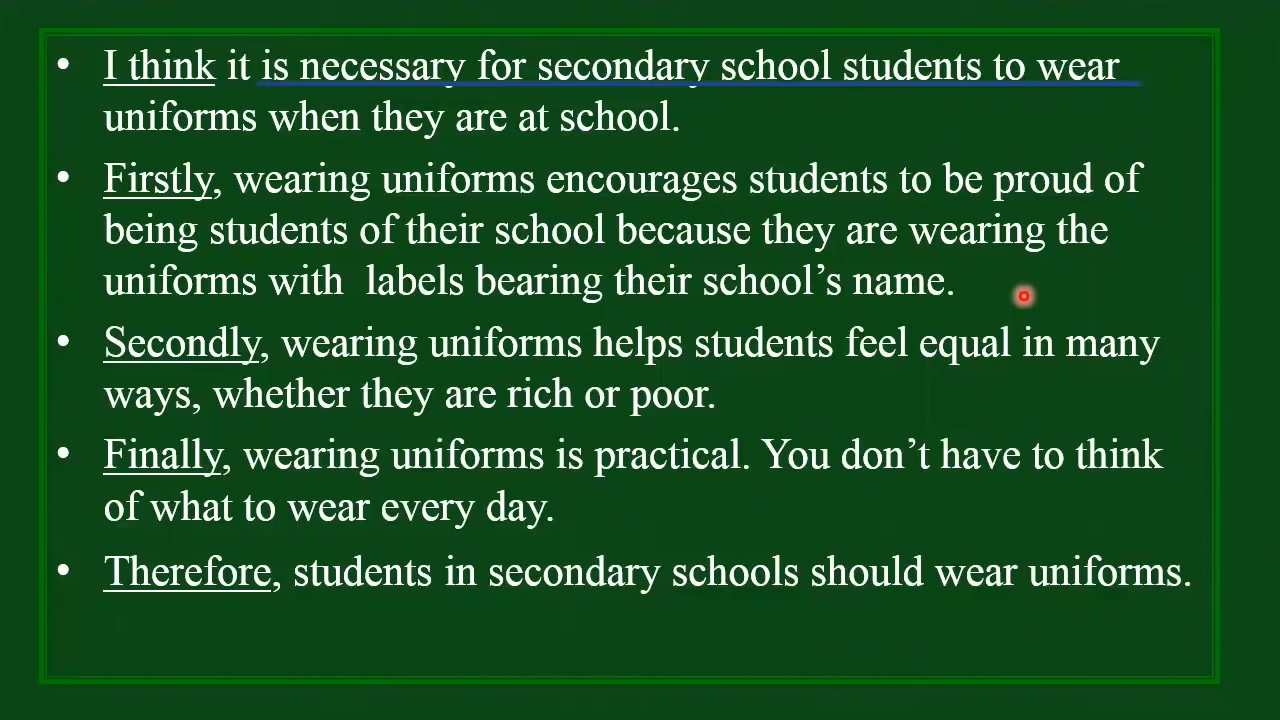 • I think it is necessary for secondary school students to wear
uniforms when they are at school.
• Firstly, wearing uniforms encourages students to be proud of
being students of their school because they are wearing the
uniforms with  labels bearing their school’s name.
• Secondly, wearing uniforms helps students feel equal in many
ways, whether they are rich or poor.
• Finally, wearing uniforms is practical. You don’t have to think
of what to wear every day.
• Therefore, students in secondary schools should wear uniforms.